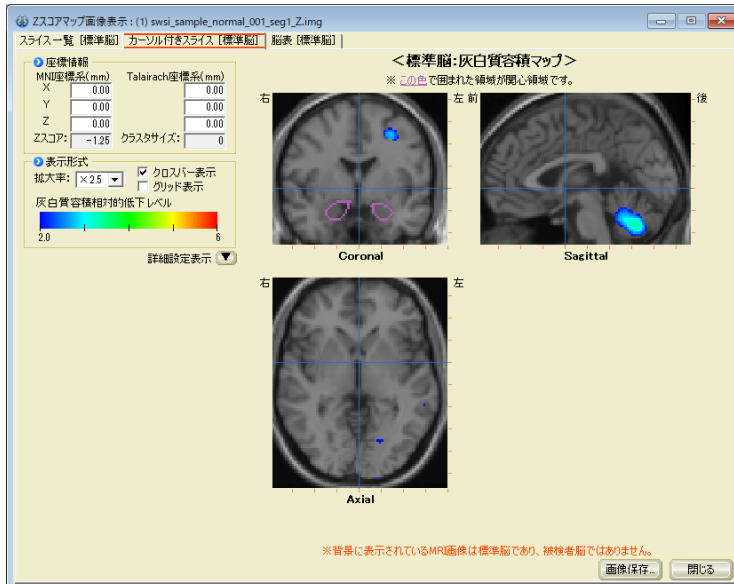 Zスコアマップ画像表示 : (1) swsi_sample_normal_001_seg1_Z.img
スライス一覧 [標準脳] カーソル付きスライス [標準脳] 脳表 [標準脳]
座標情報
MNI座標系(mm) Talairach座標系(mm)
X 0.00 0.00
Y 0.00 0.00
Z 0.00 0.00
Zスコア: -1.25 クラスタサイズ: 0
表示形式
拡大率: ×2.5 クロスバー表示
グリッド表示
灰白質容積相対的低下レベル
2.0 6
詳細設定表示
<標準脳:灰白質容積マップ>
※ この色で囲まれた領域が関心領域です。
右 左 前 後
Coronal Sagittal
右 左
Axial
※背景に表示されているMRI画像は標準脳であり、被検者脳ではありません。
画像保存... 閉じる